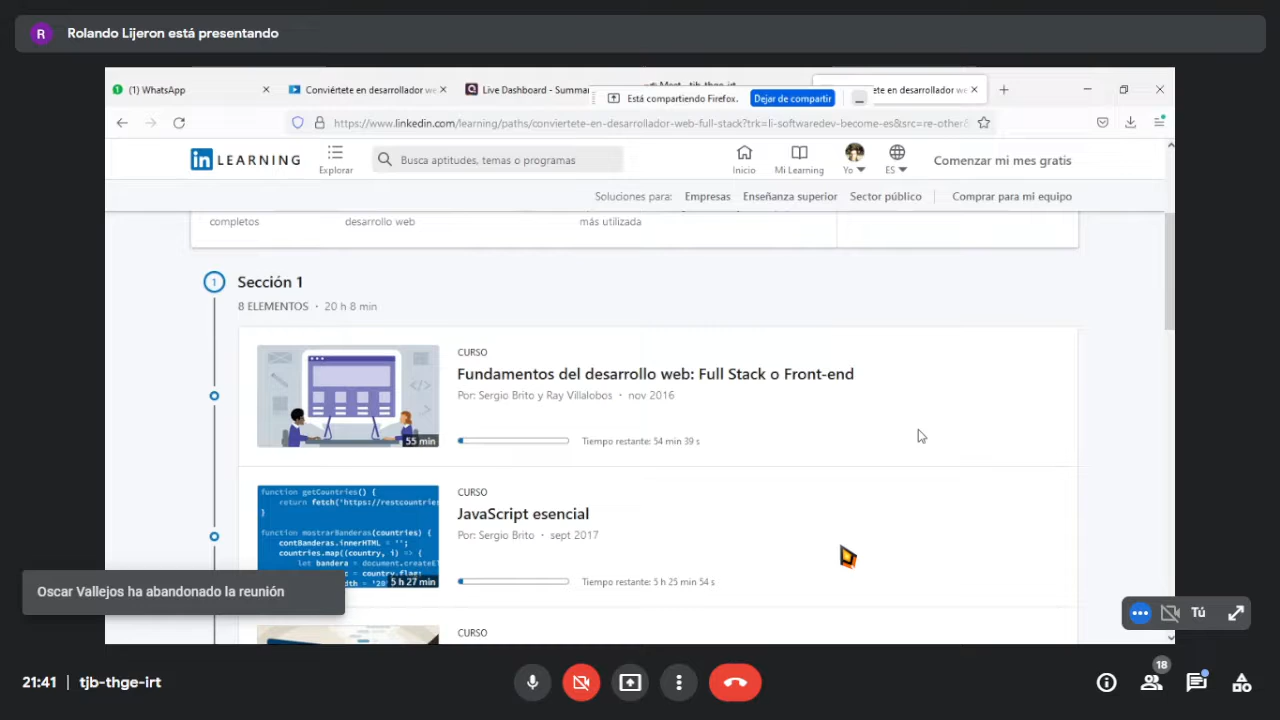 R Rolando Lijeron está presentando
(1) WhatsApp
Conviértete en desarrollador we
Live Dashboard - Summa
ete en desarrollador we
Está compartiendo Firefox.
Dejar de compartir
https://www.linkedin.com/learning/paths/conviertete-en-desarrollador-web-full-stack?trk=li-softwaredev-become-es&src=re-other&
in LEARNING
Explorar
Busca aptitudes, temas o programas
Inicio
Mi Learning
Yo
ES
Comenzar mi mes gratis
Soluciones para: Empresas Enseñanza superior Sector público Comprar para mi equipo
completos
desarrollo web
más utilizada
1 Sección 1
8 ELEMENTOS · 20 h 8 min
CURSO
Fundamentos del desarrollo web: Full Stack o Front-end
Por: Sergio Brito y Ray Villalobos · nov 2016
55 min
Tiempo restante: 54 min 39 s
function getCountries() {
return fetch('https://restcountries
}
function mostrarBanderas(countries) {
contBanderas.innerHTML = '';
countries.map((country, i) => {
let bandera = document.createE
5 h 27 min
CURSO
JavaScript esencial
Por: Sergio Brito · sept 2017
Tiempo restante: 5 h 25 min 54 s
CURSO
Oscar Vallejos ha abandonado la reunión
Tú
21:41 | tjb-thge-irt
18